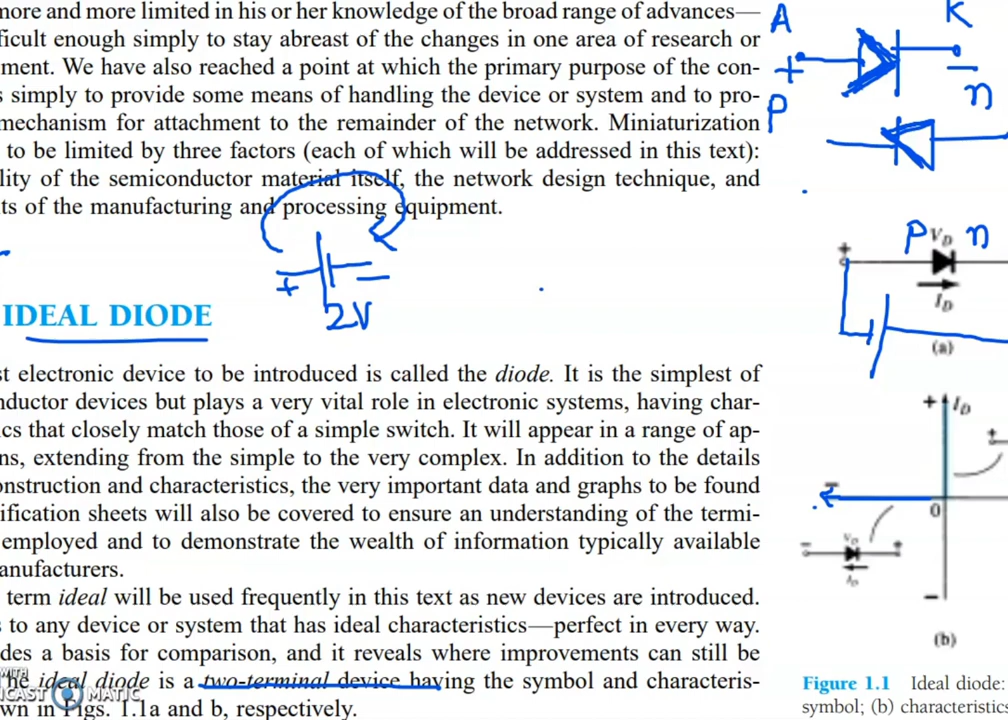 more and more limited in his or her knowledge of the broad range of advances—
ficult enough simply to stay abreast of the changes in one area of research or
ment. We have also reached a point at which the primary purpose of the con-
s simply to provide some means of handling the device or system and to pro-
mechanism for attachment to the remainder of the network. Miniaturization
to be limited by three factors (each of which will be addressed in this text):
lity of the semiconductor material itself, the network design technique, and
ts of the manufacturing and processing equipment.
+ −
2V
IDEAL DIODE
st electronic device to be introduced is called the diode. It is the simplest of
nductor devices but plays a very vital role in electronic systems, having char-
cs that closely match those of a simple switch. It will appear in a range of ap-
ns, extending from the simple to the very complex. In addition to the details
onstruction and characteristics, the very important data and graphs to be found
ification sheets will also be covered to ensure an understanding of the termi-
employed and to demonstrate the wealth of information typically available
anufacturers.
term ideal will be used frequently in this text as new devices are introduced.
s to any device or system that has ideal characteristics—perfect in every way.
des a basis for comparison, and it reveals where improvements can still be
The ideal diode is a two-terminal device having the symbol and characteris-
wn in Figs. 1.1a and b, respectively.
A K
+ −
P n
P V_D n
+
I_D
(a)
+ I_D
+
−
0
− V_D +
I_D
−
(b)
Figure 1.1 Ideal diode:
symbol; (b) characteristic
WITH
NCAST MATIC